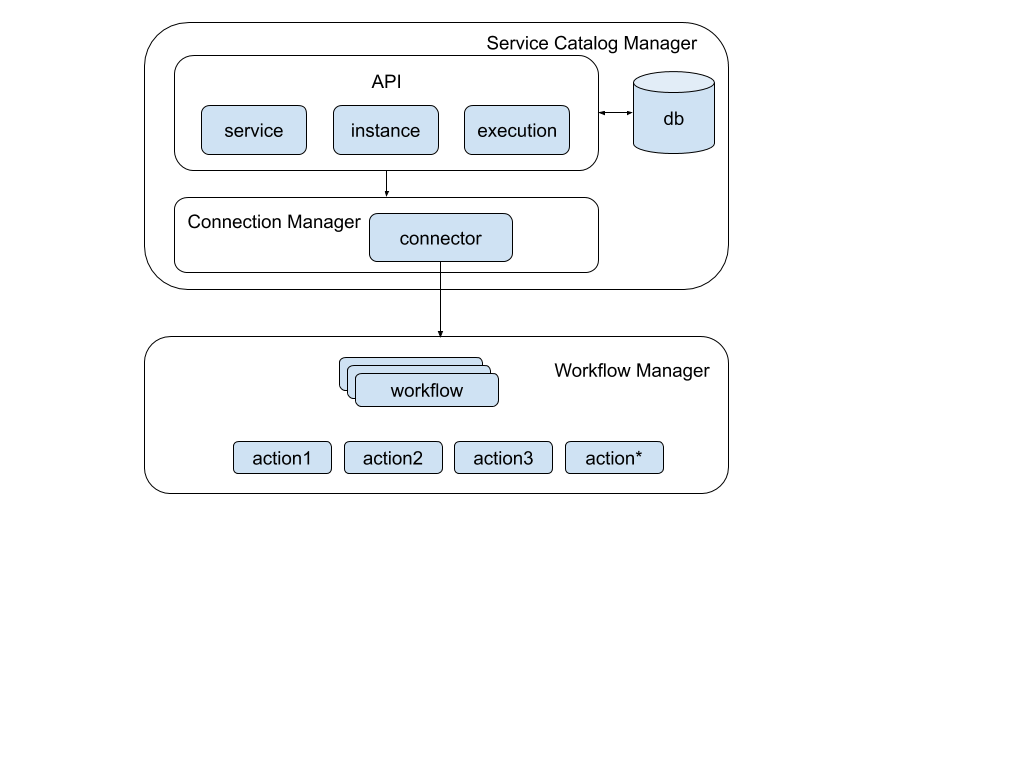 Service Catalog Manager
API
service
instance
execution
db
Connection Manager
connector
Workflow Manager
workflow
action1
action2
action3
action*